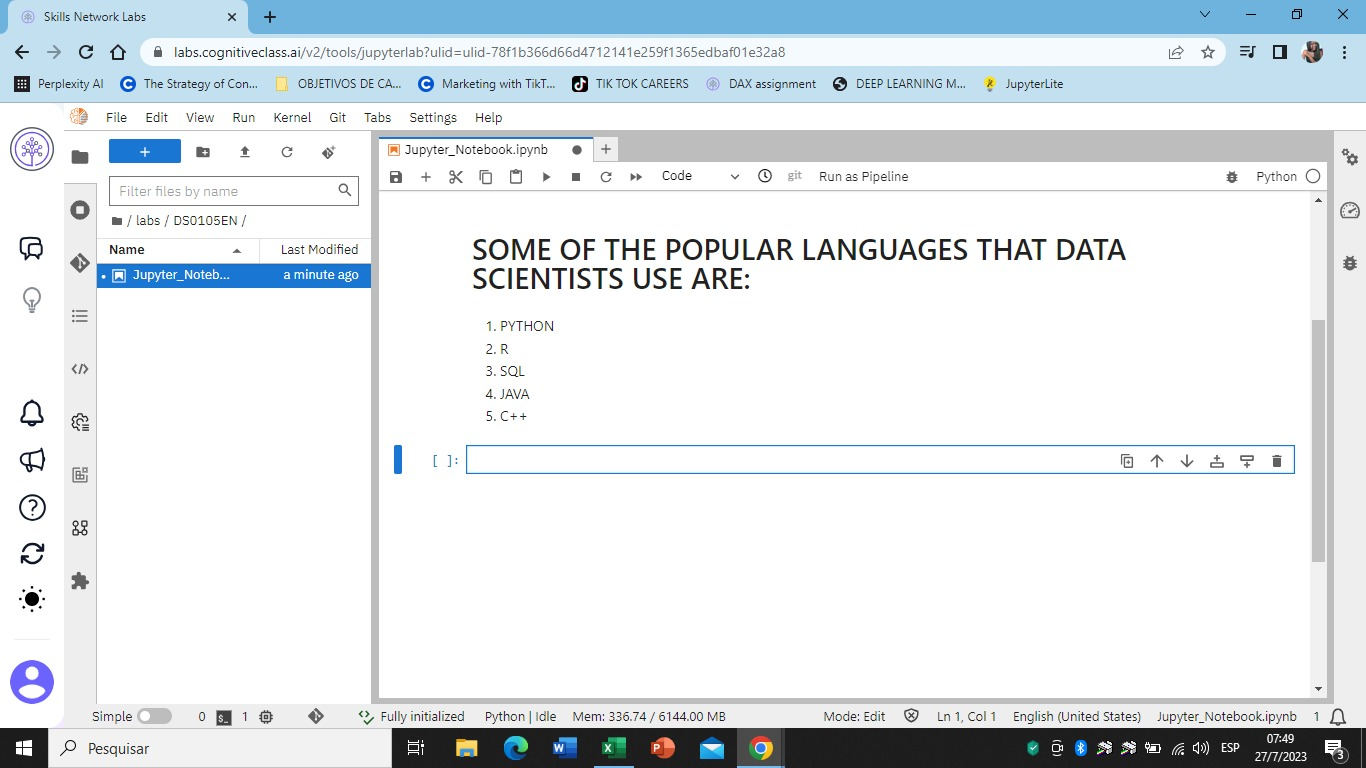 Skills Network Labs
labs.cognitiveclass.ai/v2/tools/jupyterlab?ulid=ulid-78f1b366d66d4712141e259f1365edbaf01e32a8
Perplexity AI The Strategy of Con... OBJETIVOS DE CA... Marketing with TikT... TIK TOK CAREERS DAX assignment DEEP LEARNING M... JupyterLite
File Edit View Run Kernel Git Tabs Settings Help
Jupyter_Notebook.ipynb
Code git Run as Pipeline Python
Filter files by name
/ labs / DS0105EN /
Name Last Modified
Jupyter_Noteb... a minute ago
SOME OF THE POPULAR LANGUAGES THAT DATA
SCIENTISTS USE ARE:
1. PYTHON
2. R
3. SQL
4. JAVA
5. C++
[ ]:
Simple 0 $_ 1 Fully initialized Python | Idle Mem: 336.74 / 6144.00 MB Mode: Edit Ln 1, Col 1 English (United States) Jupyter_Notebook.ipynb 1
Pesquisar
ESP
07:49
27/7/2023
3